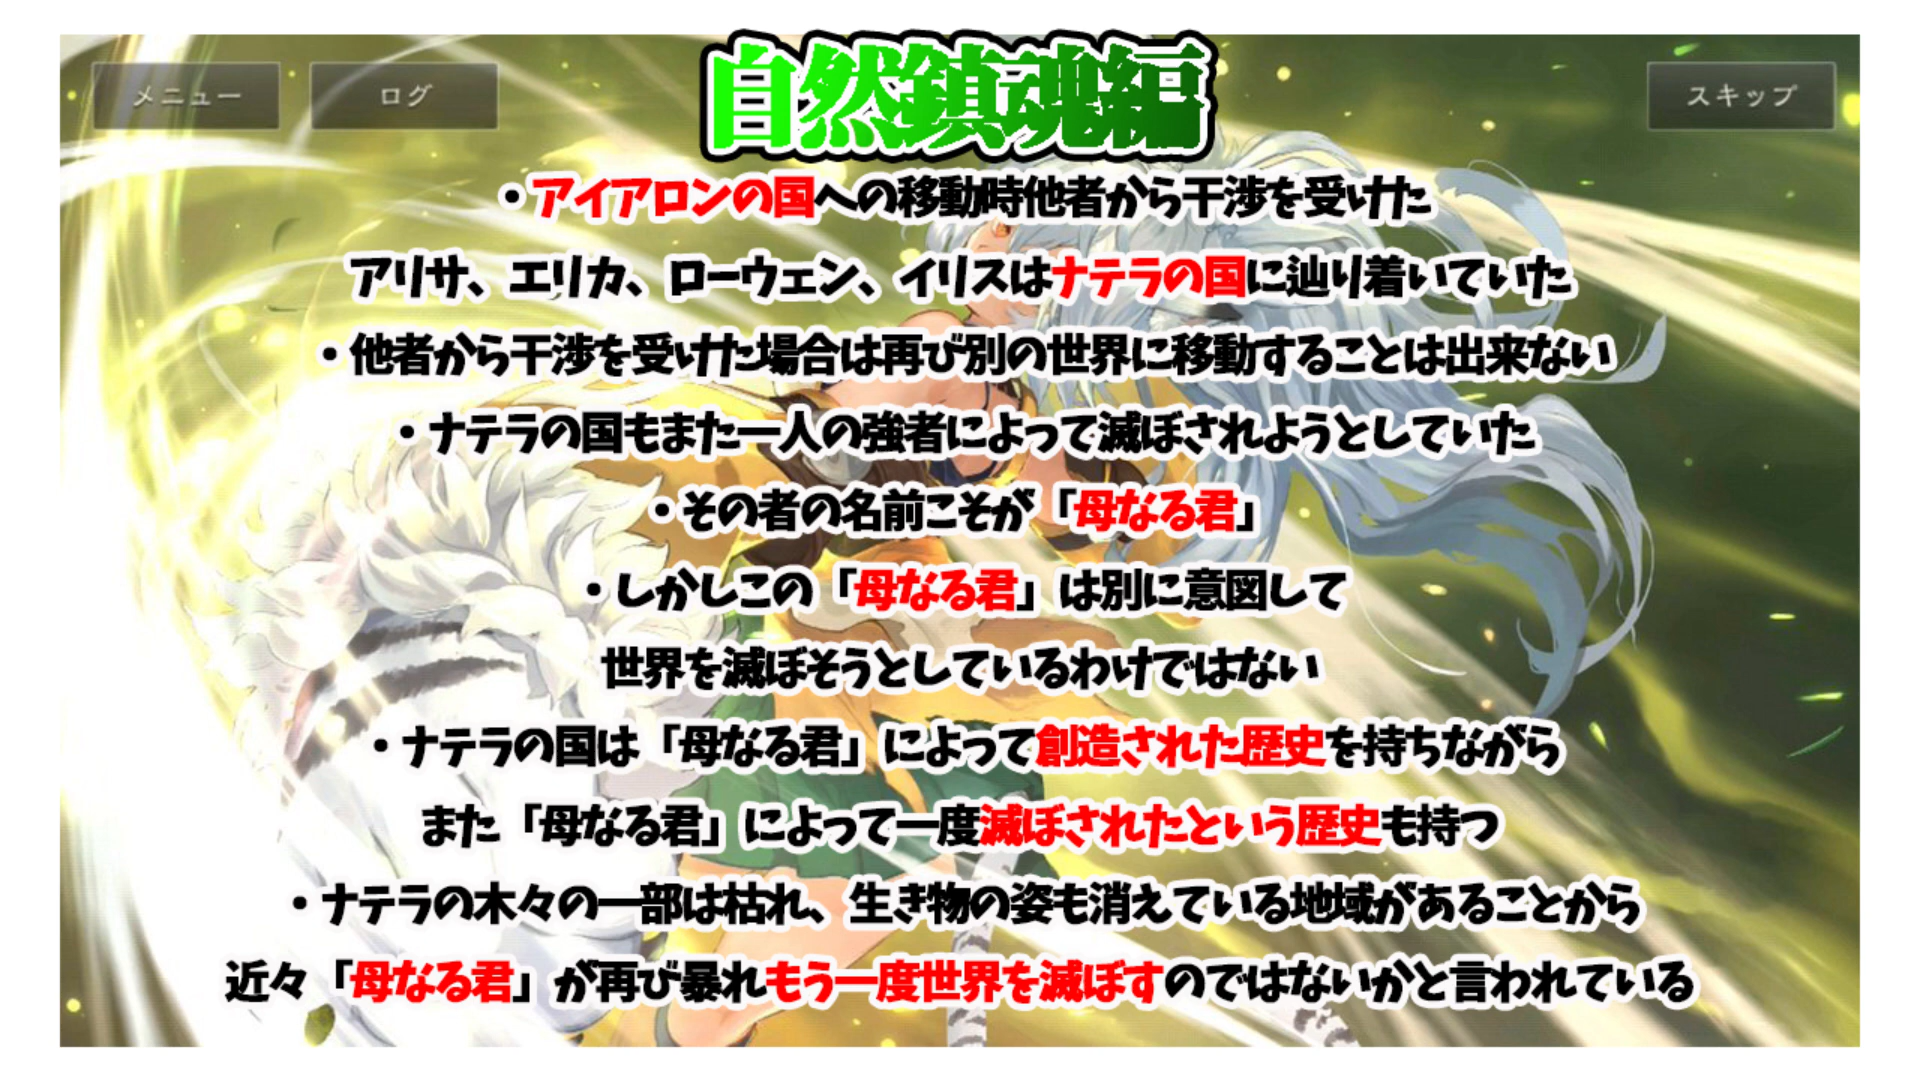 メニュー
ログ
自然鎮魂編
スキップ
・アイアロンの国への移動時他者から干渉を受けた
アリサ、エリカ、ローウェン、イリスはナテラの国に辿り着いていた
・他者から干渉を受けた場合は再び別の世界に移動することは出来ない
・ナテラの国もまた一人の強者によって滅ぼされようとしていた
・その者の名前こそが「母なる君」
・しかしこの「母なる君」は別に意図して
世界を滅ぼそうとしているわけではない
・ナテラの国は「母なる君」によって創造された歴史を持ちながら
また「母なる君」によって一度滅ぼされたという歴史も持つ
・ナテラの木々の一部は枯れ、生き物の姿も消えている地域があることから
近々「母なる君」が再び暴れもう一度世界を滅ぼすのではないかと言われている